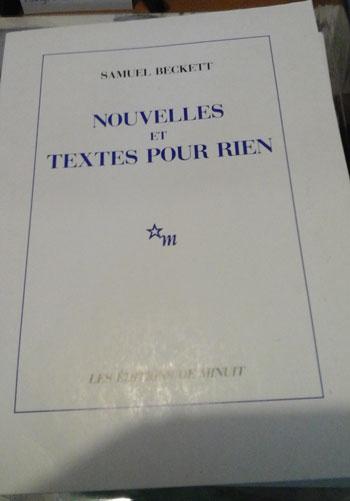 SAMUEL BECKETT
NOUVELLES
ET
TEXTES POUR RIEN
m
LES ÉDITIONS DE MINUIT